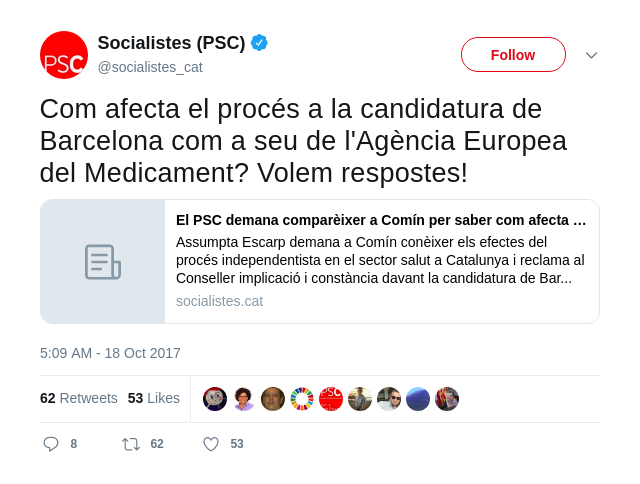 PSC
Socialistes (PSC)
@socialistes_cat
Follow
Com afecta el procés a la candidatura de
Barcelona com a seu de l'Agència Europea
del Medicament? Volem respostes!
El PSC demana comparèixer a Comín per saber com afecta …
Assumpta Escarp demana a Comín conèixer els efectes del
procés independentista en el sector salut a Catalunya i reclama al
Conseller implicació i constància davant la candidatura de Bar...
socialistes.cat
5:09 AM - 18 Oct 2017
62 Retweets 53 Likes
PSC
8 62 53